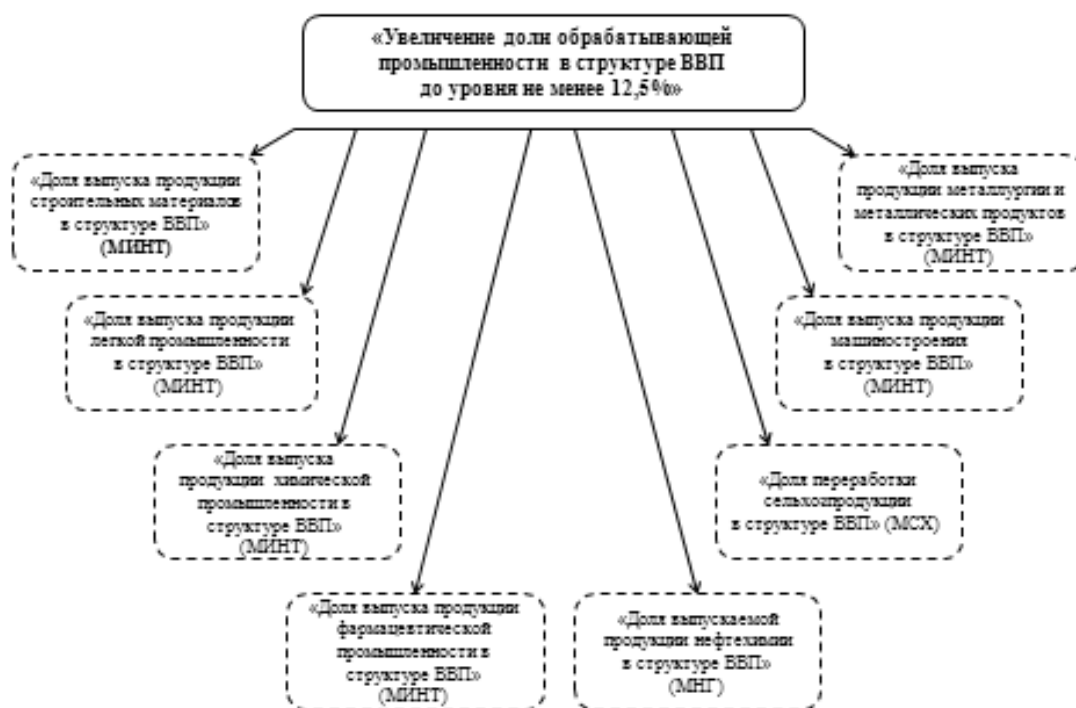 «Увеличение доли обрабатывающей
промышленности в структуре ВВП
до уровня не менее 12,5%»
«Доля выпуска продукции
строительных материалов
в структуре ВВП»
(МИНТ)
«Доля выпуска
продукции металлургии и
металлических продуктов
в структуре ВВП»
(МИНТ)
«Доля выпуска продукции
легкой промышленности
в структуре ВВП»
(МИНТ)
«Доля выпуска продукции
машиностроения
в структуре ВВП»
(МИНТ)
«Доля выпуска
продукции химической
промышленности в
структуре ВВП»
(МИНТ)
«Доля переработки
сельхозпродукции
в структуре ВВП» (МСХ)
«Доля выпуска продукции
фармацевтической
промышленности в
структуре ВВП»
(МИНТ)
«Доля выпускаемой
продукции нефтехимии
в структуре ВВП»
(МНГ)